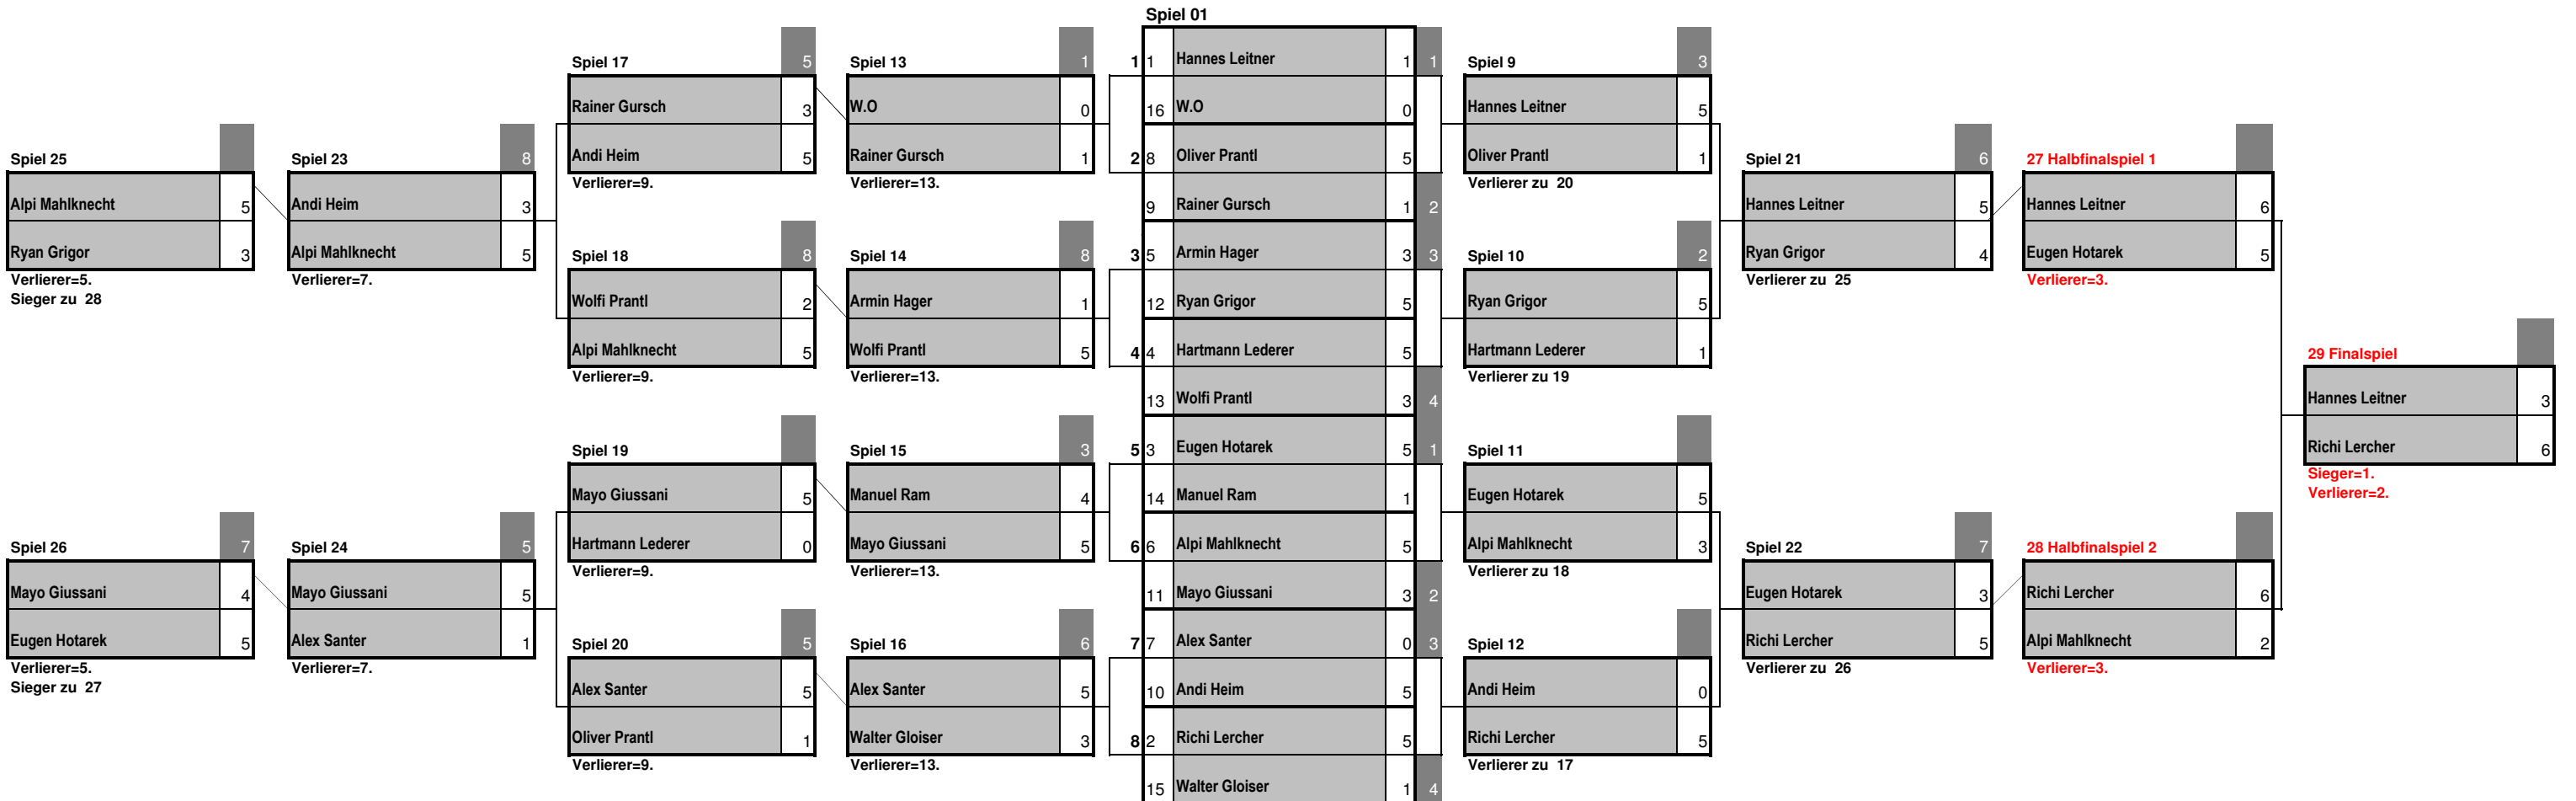 Spiel 25
Alpi Mahlknecht 5
Ryan Grigor 3
Verlierer=5.
Sieger zu 28
Spiel 26 7
Mayo Giussani 4
Eugen Hotarek 5
Verlierer=5.
Sieger zu 27
Spiel 23 8
Andi Heim 3
Alpi Mahlknecht 5
Verlierer=7.
Spiel 24 5
Mayo Giussani 5
Alex Santer 1
Verlierer=7.
Spiel 17 5
Rainer Gursch 3
Andi Heim 5
Verlierer=9.
Spiel 18 8
Wolfi Prantl 2
Alpi Mahlknecht 5
Verlierer=9.
Spiel 19
Mayo Giussani 5
Hartmann Lederer 0
Verlierer=9.
Spiel 20 5
Alex Santer 5
Oliver Prantl 1
Verlierer=9.
Spiel 13 1
W.O 0
Rainer Gursch 1
Verlierer=13.
Spiel 14 8
Armin Hager 1
Wolfi Prantl 5
Verlierer=13.
Spiel 15 3
Manuel Ram 4
Mayo Giussani 5
Verlierer=13.
Spiel 16 6
Alex Santer 5
Walter Gloiser 3
Verlierer=13.
Spiel 01
1 1 Hannes Leitner 1 1
16 W.O 0
2 8 Oliver Prantl 5
9 Rainer Gursch 1 2
3 5 Armin Hager 3 3
12 Ryan Grigor 5
4 4 Hartmann Lederer 5
13 Wolfi Prantl 3 4
5 3 Eugen Hotarek 5 1
14 Manuel Ram 1
6 6 Alpi Mahlknecht 5
11 Mayo Giussani 3 2
7 7 Alex Santer 0 3
10 Andi Heim 5
8 2 Richi Lercher 5
15 Walter Gloiser 1 4
Spiel 9 3
Hannes Leitner 5
Oliver Prantl 1
Verlierer zu 20
Spiel 10 2
Ryan Grigor 5
Hartmann Lederer 1
Verlierer zu 19
Spiel 11
Eugen Hotarek 5
Alpi Mahlknecht 3
Verlierer zu 18
Spiel 12
Andi Heim 0
Richi Lercher 5
Verlierer zu 17
Spiel 21 6
Hannes Leitner 5
Ryan Grigor 4
Verlierer zu 25
Spiel 22 7
Eugen Hotarek 3
Richi Lercher 5
Verlierer zu 26
27 Halbfinalspiel 1
Hannes Leitner 6
Eugen Hotarek 5
Verlierer=3.
28 Halbfinalspiel 2
Richi Lercher 6
Alpi Mahlknecht 2
Verlierer=3.
29 Finalspiel
Hannes Leitner 3
Richi Lercher 6
Sieger=1.
Verlierer=2.